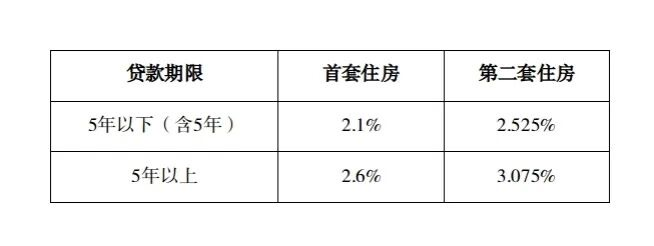 贷款期限 首套住房 第二套住房
5年以下（含5年） 2.1% 2.525%
5年以上 2.6% 3.075%